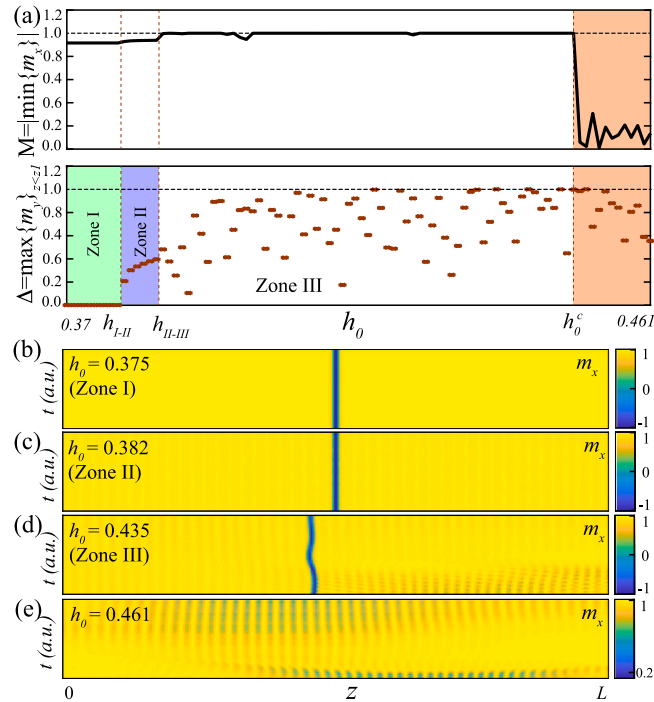 (a)
1.2
1.0
0.8
0.6
0.4
0.2
0.0
M=|min{m_x}|
1.2
1.0
0.8
0.6
0.4
0.2
0.0
Δ=max{m_y}_{z<z1}
Zone I
Zone II
Zone III
0.37
h_{I-II}
h_{II-III}
h_0
h_0^c
0.461
(b)
h_0 = 0.375
(Zone I)
m_x
t (a.u.)
1
0
-1
(c)
h_0 = 0.382
(Zone II)
m_x
t (a.u.)
1
0
-1
(d)
h_0 = 0.435
(Zone III)
m_x
t (a.u.)
1
0
-1
(e)
h_0 = 0.461
m_x
t (a.u.)
1
0.2
0
z
L